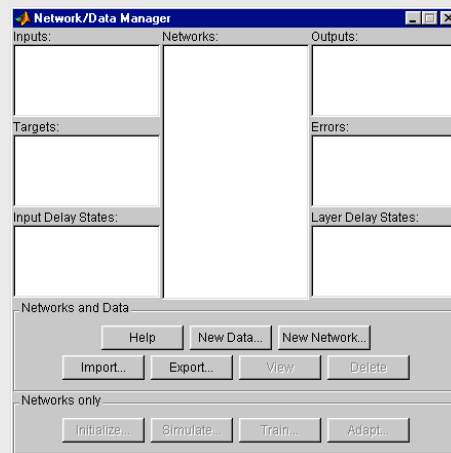 Network/Data Manager
Inputs: Networks: Outputs:
Targets: Errors:
Input Delay States: Layer Delay States:
Networks and Data
Help New Data... New Network...
Import... Export... View Delete
Networks only
Initialize... Simulate... Train... Adapt...